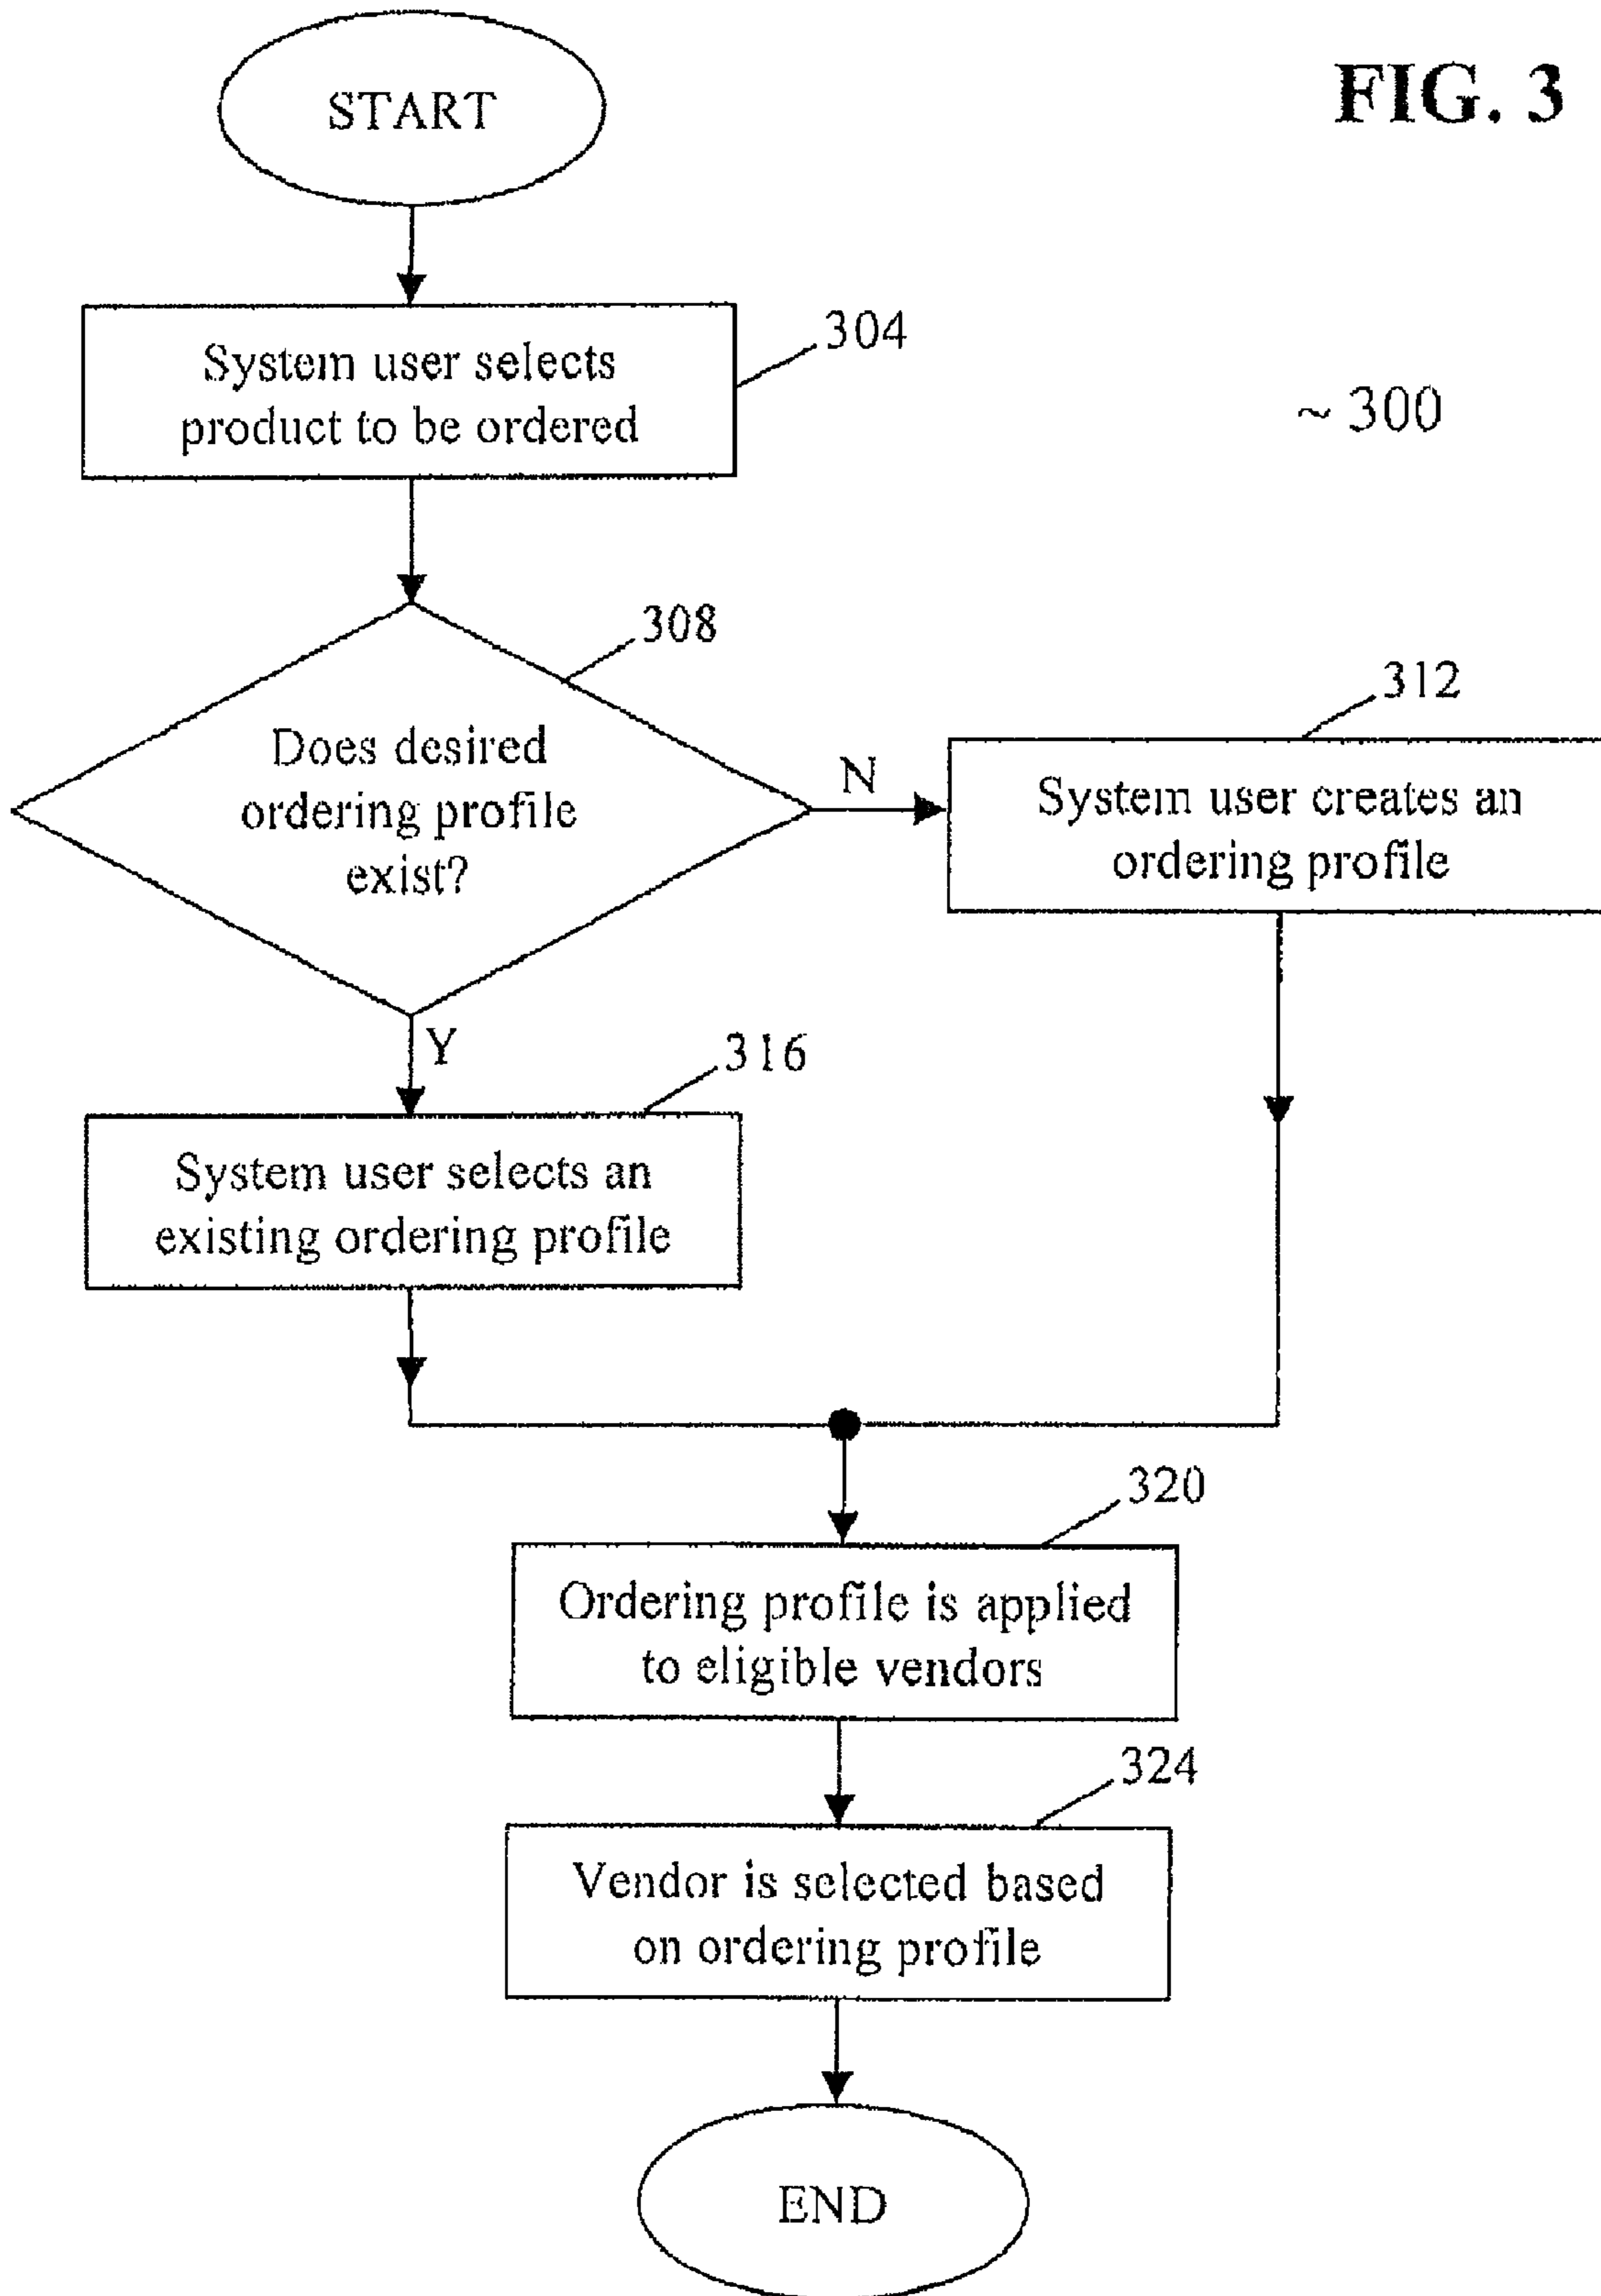 FIG. 3
START
304
System user selects
product to be ordered
~ 300
308
Does desired
ordering profile
exist?
N
312
System user creates an
ordering profile
Y
316
System user selects an
existing ordering profile
320
Ordering profile is applied
to eligible vendors
324
Vendor is selected based
on ordering profile
END